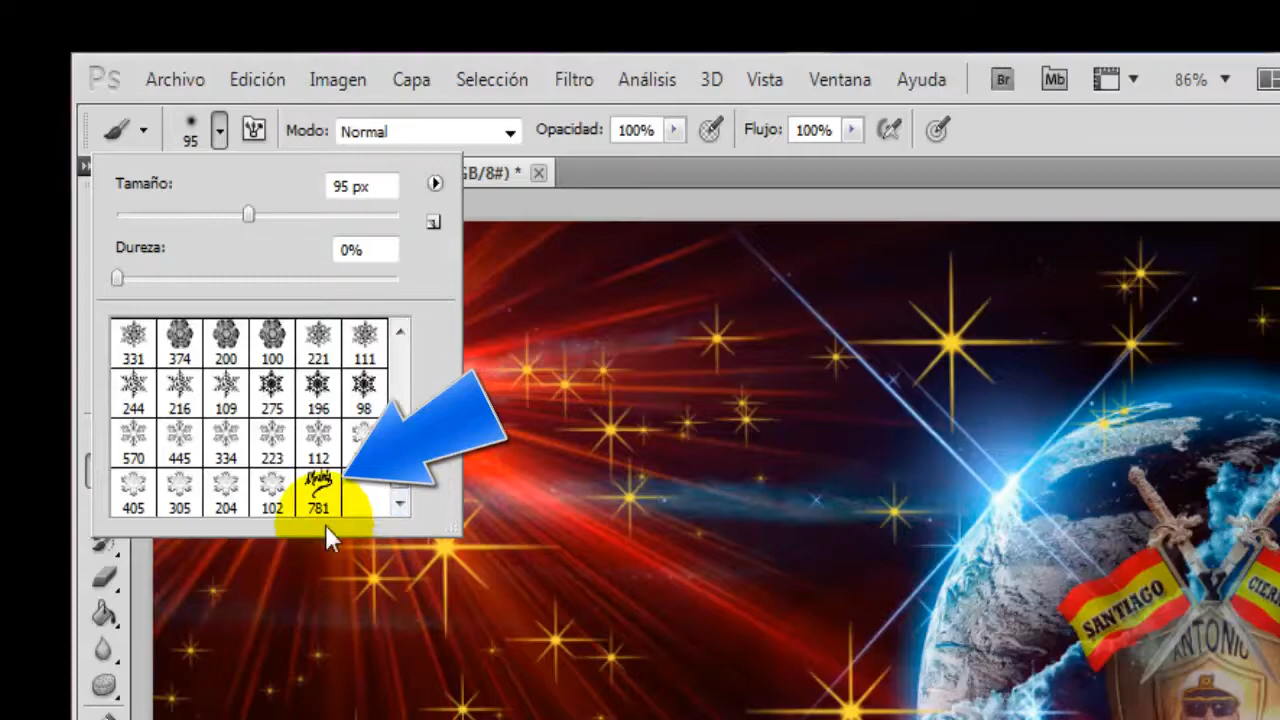 Ps Archivo Edición Imagen Capa Selección Filtro Análisis 3D Vista Ventana Ayuda Br Mb 86%
95 Modo: Normal Opacidad: 100% Flujo: 100%
GB/8#) *
Tamaño: 95 px
Dureza: 0%
331 374 200 100 221 111
244 216 109 275 196 98
570 445 334 223 112
405 305 204 102 781
SANTIAGO
CIER
ANTONIO